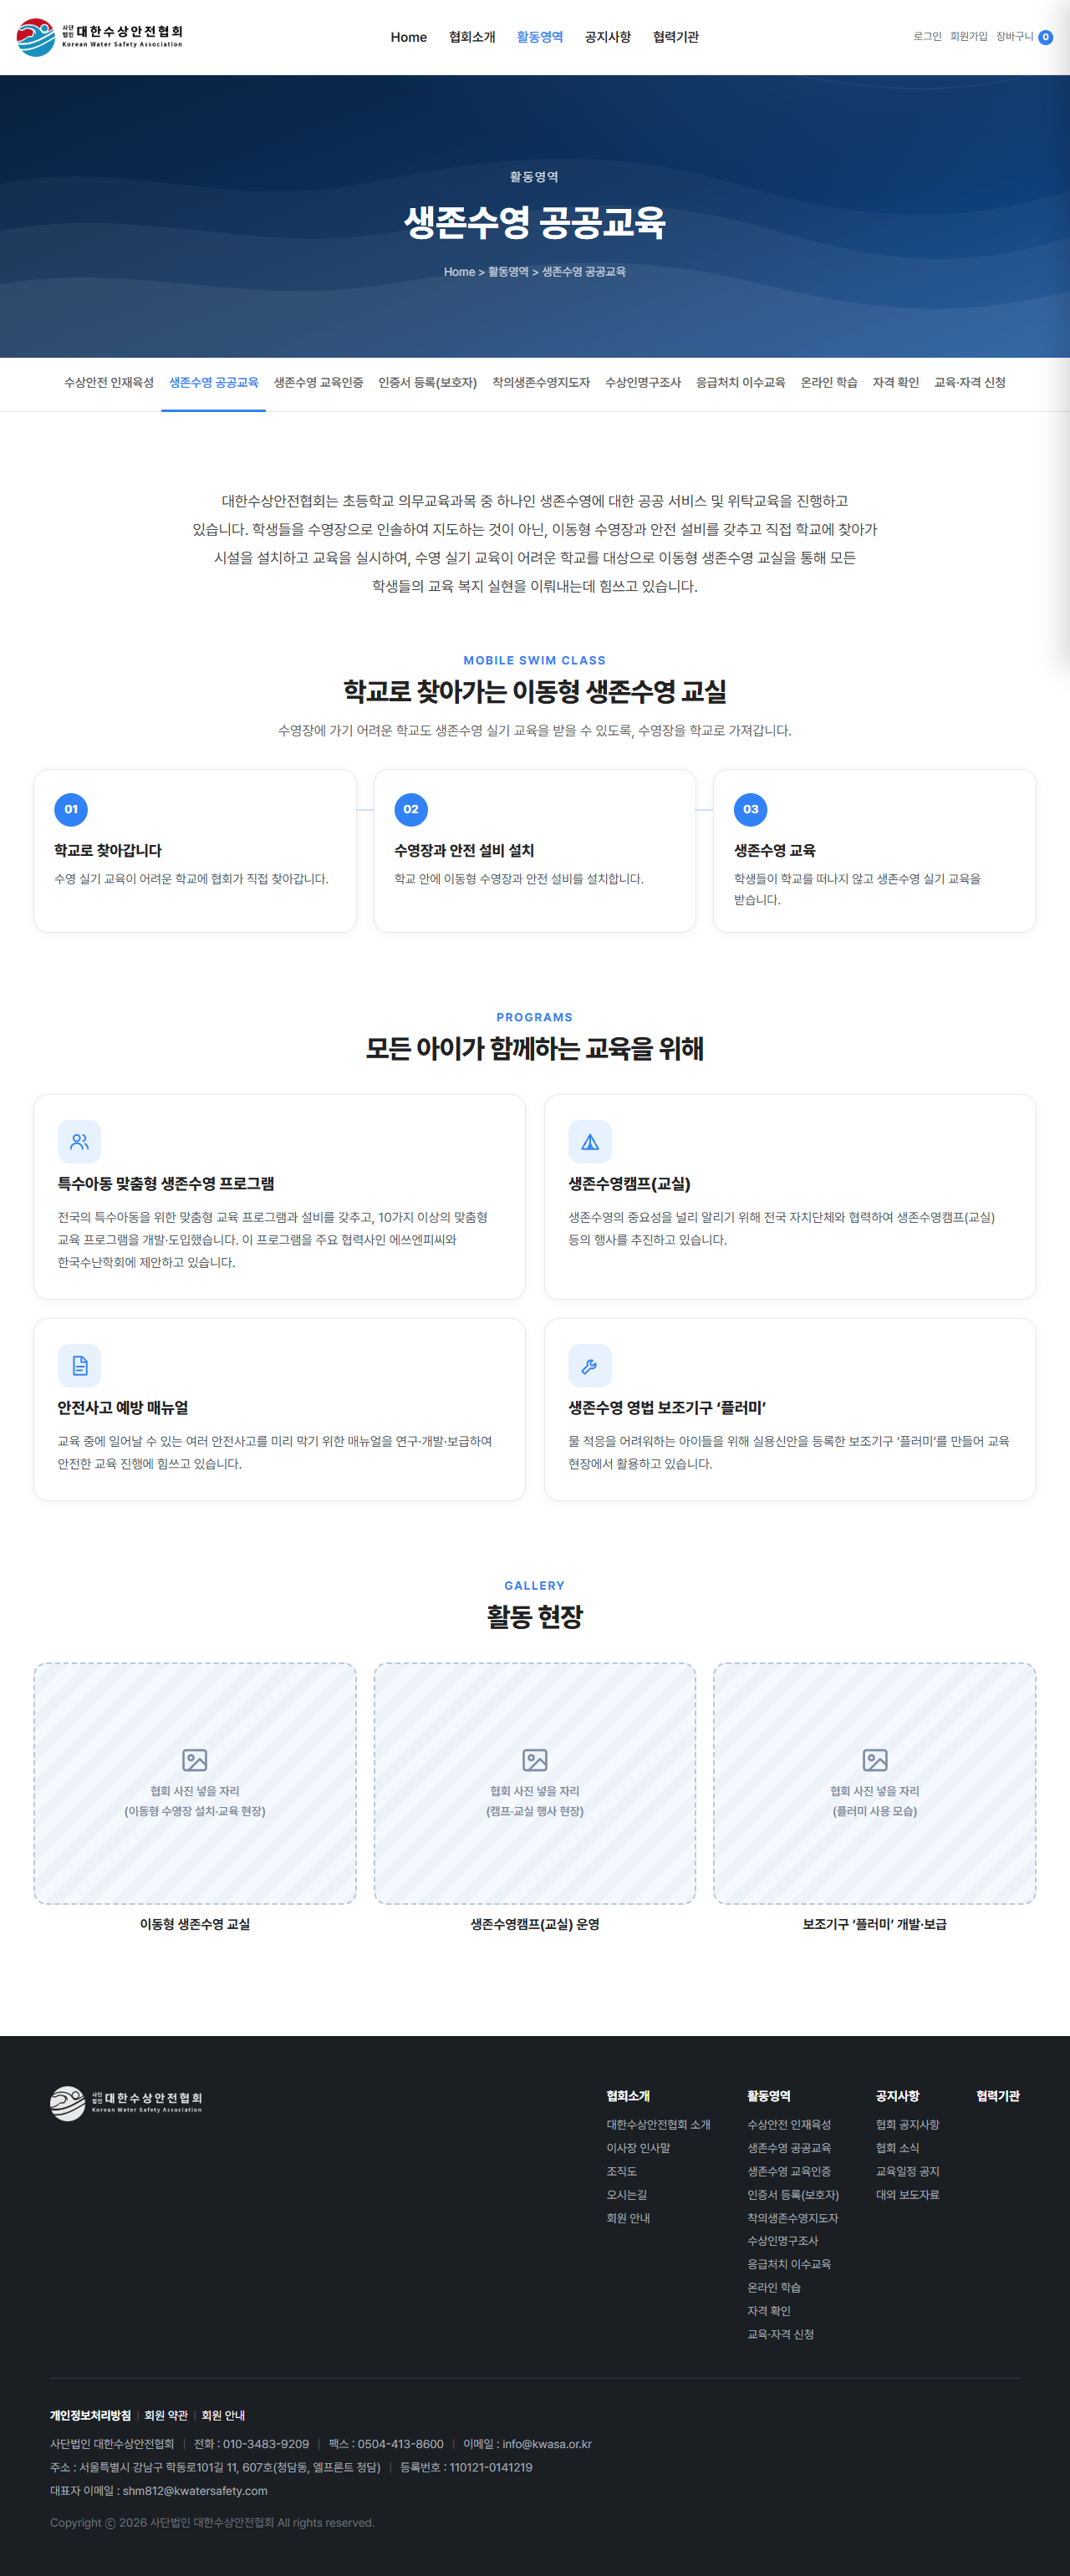 사단법인 대한수상안전협회
Korean Water Safety Association
Home 협회소개 활동영역 공지사항 협력기관
로그인 회원가입 장바구니 0
활동영역
생존수영 공공교육
Home > 활동영역 > 생존수영 공공교육
수상안전 인재육성 생존수영 공공교육 생존수영 교육인증 인증서 등록(보호자) 착의생존수영지도자 수상인명구조사 응급처치 이수교육 온라인 학습 자격 확인 교육·자격 신청
대한수상안전협회는 초등학교 의무교육과목 중 하나인 생존수영에 대한 공공 서비스 및 위탁교육을 진행하고
있습니다. 학생들을 수영장으로 인솔하여 지도하는 것이 아닌, 이동형 수영장과 안전 설비를 갖추고 직접 학교에 찾아가
시설을 설치하고 교육을 실시하여, 수영 실기 교육이 어려운 학교를 대상으로 이동형 생존수영 교실을 통해 모든
학생들의 교육 복지 실현을 이뤄내는데 힘쓰고 있습니다.
MOBILE SWIM CLASS
학교로 찾아가는 이동형 생존수영 교실
수영장에 가기 어려운 학교도 생존수영 실기 교육을 받을 수 있도록, 수영장을 학교로 가져갑니다.
01
학교로 찾아갑니다
수영 실기 교육이 어려운 학교에 협회가 직접 찾아갑니다.
02
수영장과 안전 설비 설치
학교 안에 이동형 수영장과 안전 설비를 설치합니다.
03
생존수영 교육
학생들이 학교를 떠나지 않고 생존수영 실기 교육을
받습니다.
PROGRAMS
모든 아이가 함께하는 교육을 위해
특수아동 맞춤형 생존수영 프로그램
전국의 특수아동을 위한 맞춤형 교육 프로그램과 설비를 갖추고, 10가지 이상의 맞춤형
교육 프로그램을 개발·도입했습니다. 이 프로그램을 주요 협력사인 에쓰엔피씨와
한국수난학회에 제안하고 있습니다.
생존수영캠프(교실)
생존수영의 중요성을 널리 알리기 위해 전국 자치단체와 협력하여 생존수영캠프(교실)
등의 행사를 추진하고 있습니다.
안전사고 예방 매뉴얼
교육 중에 일어날 수 있는 여러 안전사고를 미리 막기 위한 매뉴얼을 연구·개발·보급하여
안전한 교육 진행에 힘쓰고 있습니다.
생존수영 영법 보조기구 ‘플러미’
물 적응을 어려워하는 아이들을 위해 실용신안을 등록한 보조기구 ‘플러미’를 만들어 교육
현장에서 활용하고 있습니다.
GALLERY
활동 현장
협회 사진 넣을 자리
(이동형 수영장 설치·교육 현장)
이동형 생존수영 교실
협회 사진 넣을 자리
(캠프·교실 행사 현장)
생존수영캠프(교실) 운영
협회 사진 넣을 자리
(플러미 사용 모습)
보조기구 ‘플러미’ 개발·보급
사단법인 대한수상안전협회
Korean Water Safety Association
협회소개
대한수상안전협회 소개
이사장 인사말
조직도
오시는길
회원 안내
활동영역
수상안전 인재육성
생존수영 공공교육
생존수영 교육인증
인증서 등록(보호자)
착의생존수영지도자
수상인명구조사
응급처치 이수교육
온라인 학습
자격 확인
교육·자격 신청
공지사항
협회 공지사항
협회 소식
교육일정 공지
대외 보도자료
협력기관
개인정보처리방침 | 회원 약관 | 회원 안내
사단법인 대한수상안전협회 | 전화 : 010-3483-9209 | 팩스 : 0504-413-8600 | 이메일 : info@kwasa.or.kr
주소 : 서울특별시 강남구 학동로101길 11, 607호(청담동, 엘프론트 청담) | 등록번호 : 110121-0141219
대표자 이메일 : shm812@kwatersafety.com
Copyright ⓒ 2026 사단법인 대한수상안전협회 All rights reserved.